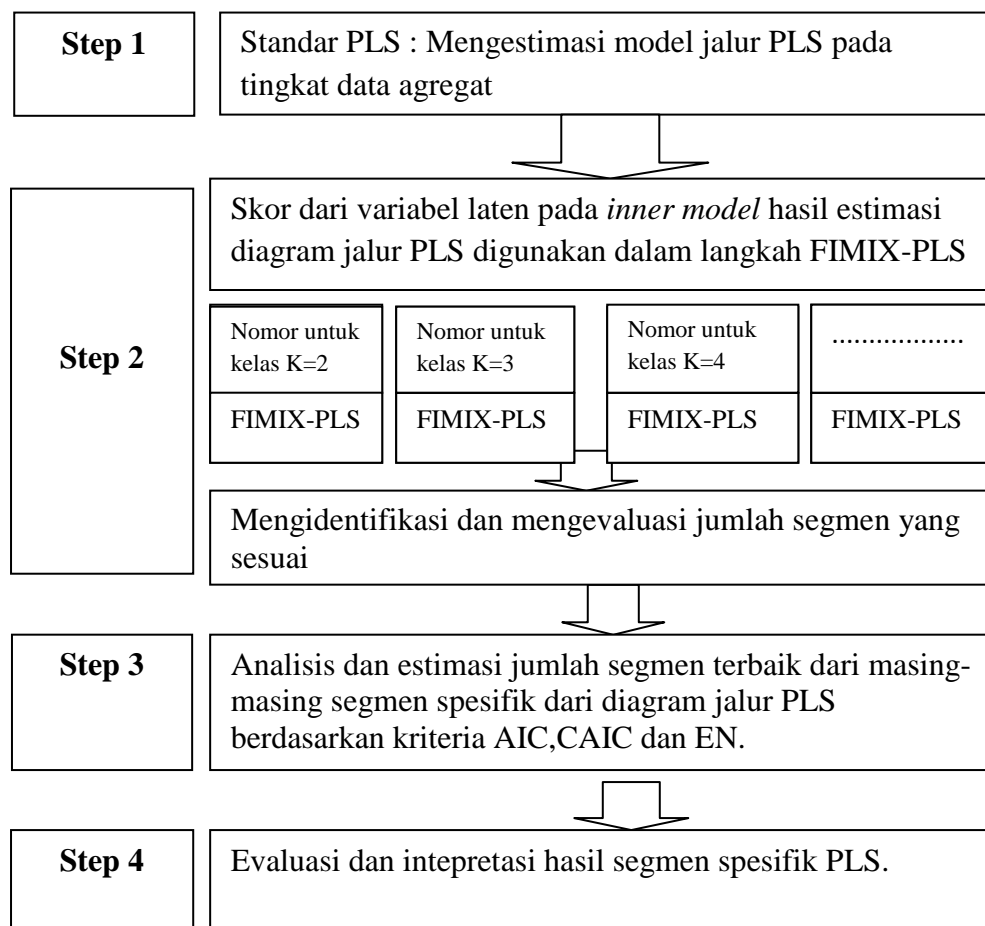 Step 1
Standar PLS : Mengestimasi model jalur PLS pada
tingkat data agregat
Step 2
Skor dari variabel laten pada inner model hasil estimasi
diagram jalur PLS digunakan dalam langkah FIMIX-PLS
Nomor untuk
kelas K=2
FIMIX-PLS
Nomor untuk
kelas K=3
FIMIX-PLS
Nomor untuk
kelas K=4
FIMIX-PLS
..................
FIMIX-PLS
Mengidentifikasi dan mengevaluasi jumlah segmen yang
sesuai
Step 3
Analisis dan estimasi jumlah segmen terbaik dari masing-
masing segmen spesifik dari diagram jalur PLS
berdasarkan kriteria AIC,CAIC dan EN.
Step 4
Evaluasi dan intepretasi hasil segmen spesifik PLS.